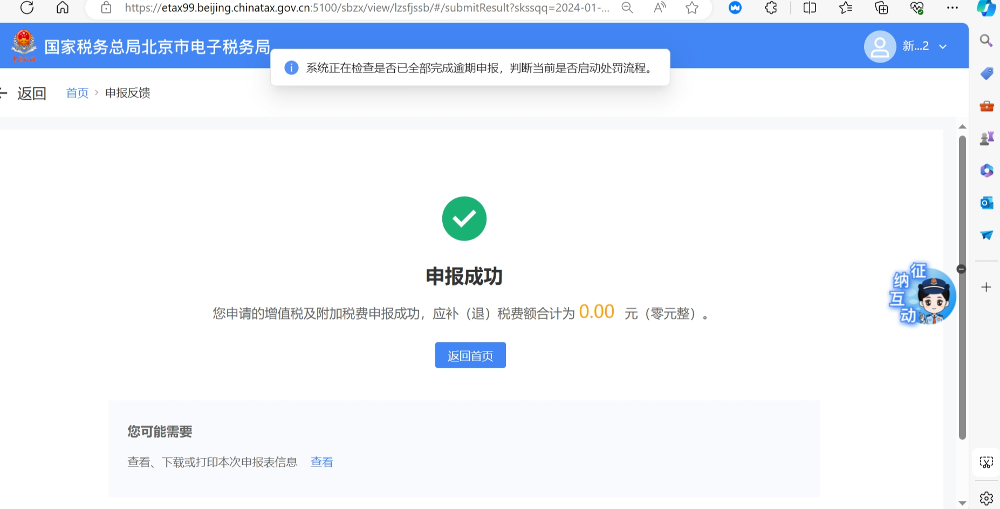 https://etax99.beijing.chinatax.gov.cn:5100/sbzx/view/lzsfjssb/#/submitResult?skssqq=2024-01-...
国家税务总局北京市电子税务局
新...2
系统正在检查是否已全部完成逾期申报，判断当前是否启动处罚流程。
返回 首页 > 申报反馈
申报成功
您申请的增值税及附加税费申报成功，应补（退）税费额合计为 0.00 元（零元整）。
征纳互动
返回首页
您可能需要
查看、下载或打印本次申报表信息 查看